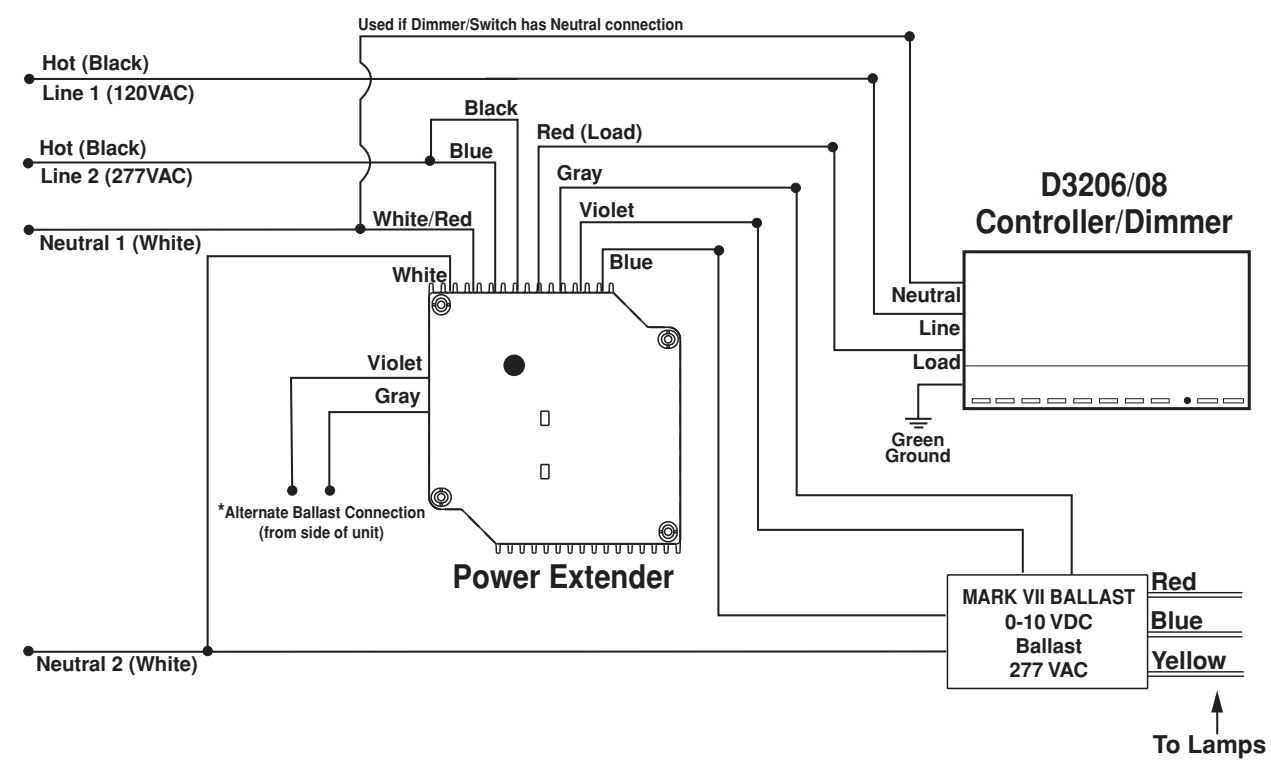 Used if Dimmer/Switch has Neutral connection
Hot (Black)
Line 1 (120VAC)
Black
Red (Load)
Hot (Black)
Blue
Line 2 (277VAC)
Gray
D3206/08
Controller/Dimmer
Violet
White/Red
Neutral 1 (White)
Blue
White
Neutral
Line
Load
Violet
Gray
Green
Ground
*Alternate Ballast Connection
(from side of unit)
Power Extender
MARK VII BALLAST
0-10 VDC
Ballast
277 VAC
Red
Blue
Yellow
Neutral 2 (White)
To Lamps